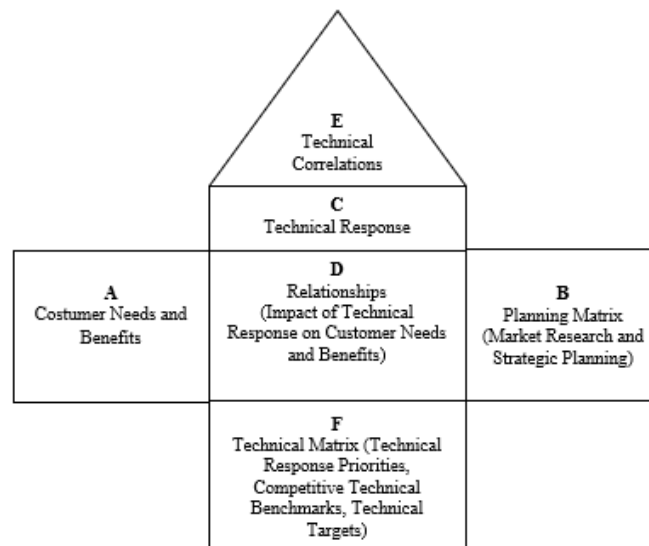 E
Technical
Correlations
C
Technical Response
A
Costumer Needs and
Benefits
D
Relationships
(Impact of Technical
Response on Customer Needs
and Benefits)
B
Planning Matrix
(Market Research and
Strategic Planning)
F
Technical Matrix (Technical
Response Priorities,
Competitive Technical
Benchmarks, Technical
Targets)